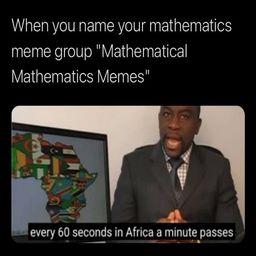 When you name your mathematics
meme group "Mathematical
Mathematics Memes"
every 60 seconds in Africa a minute passes